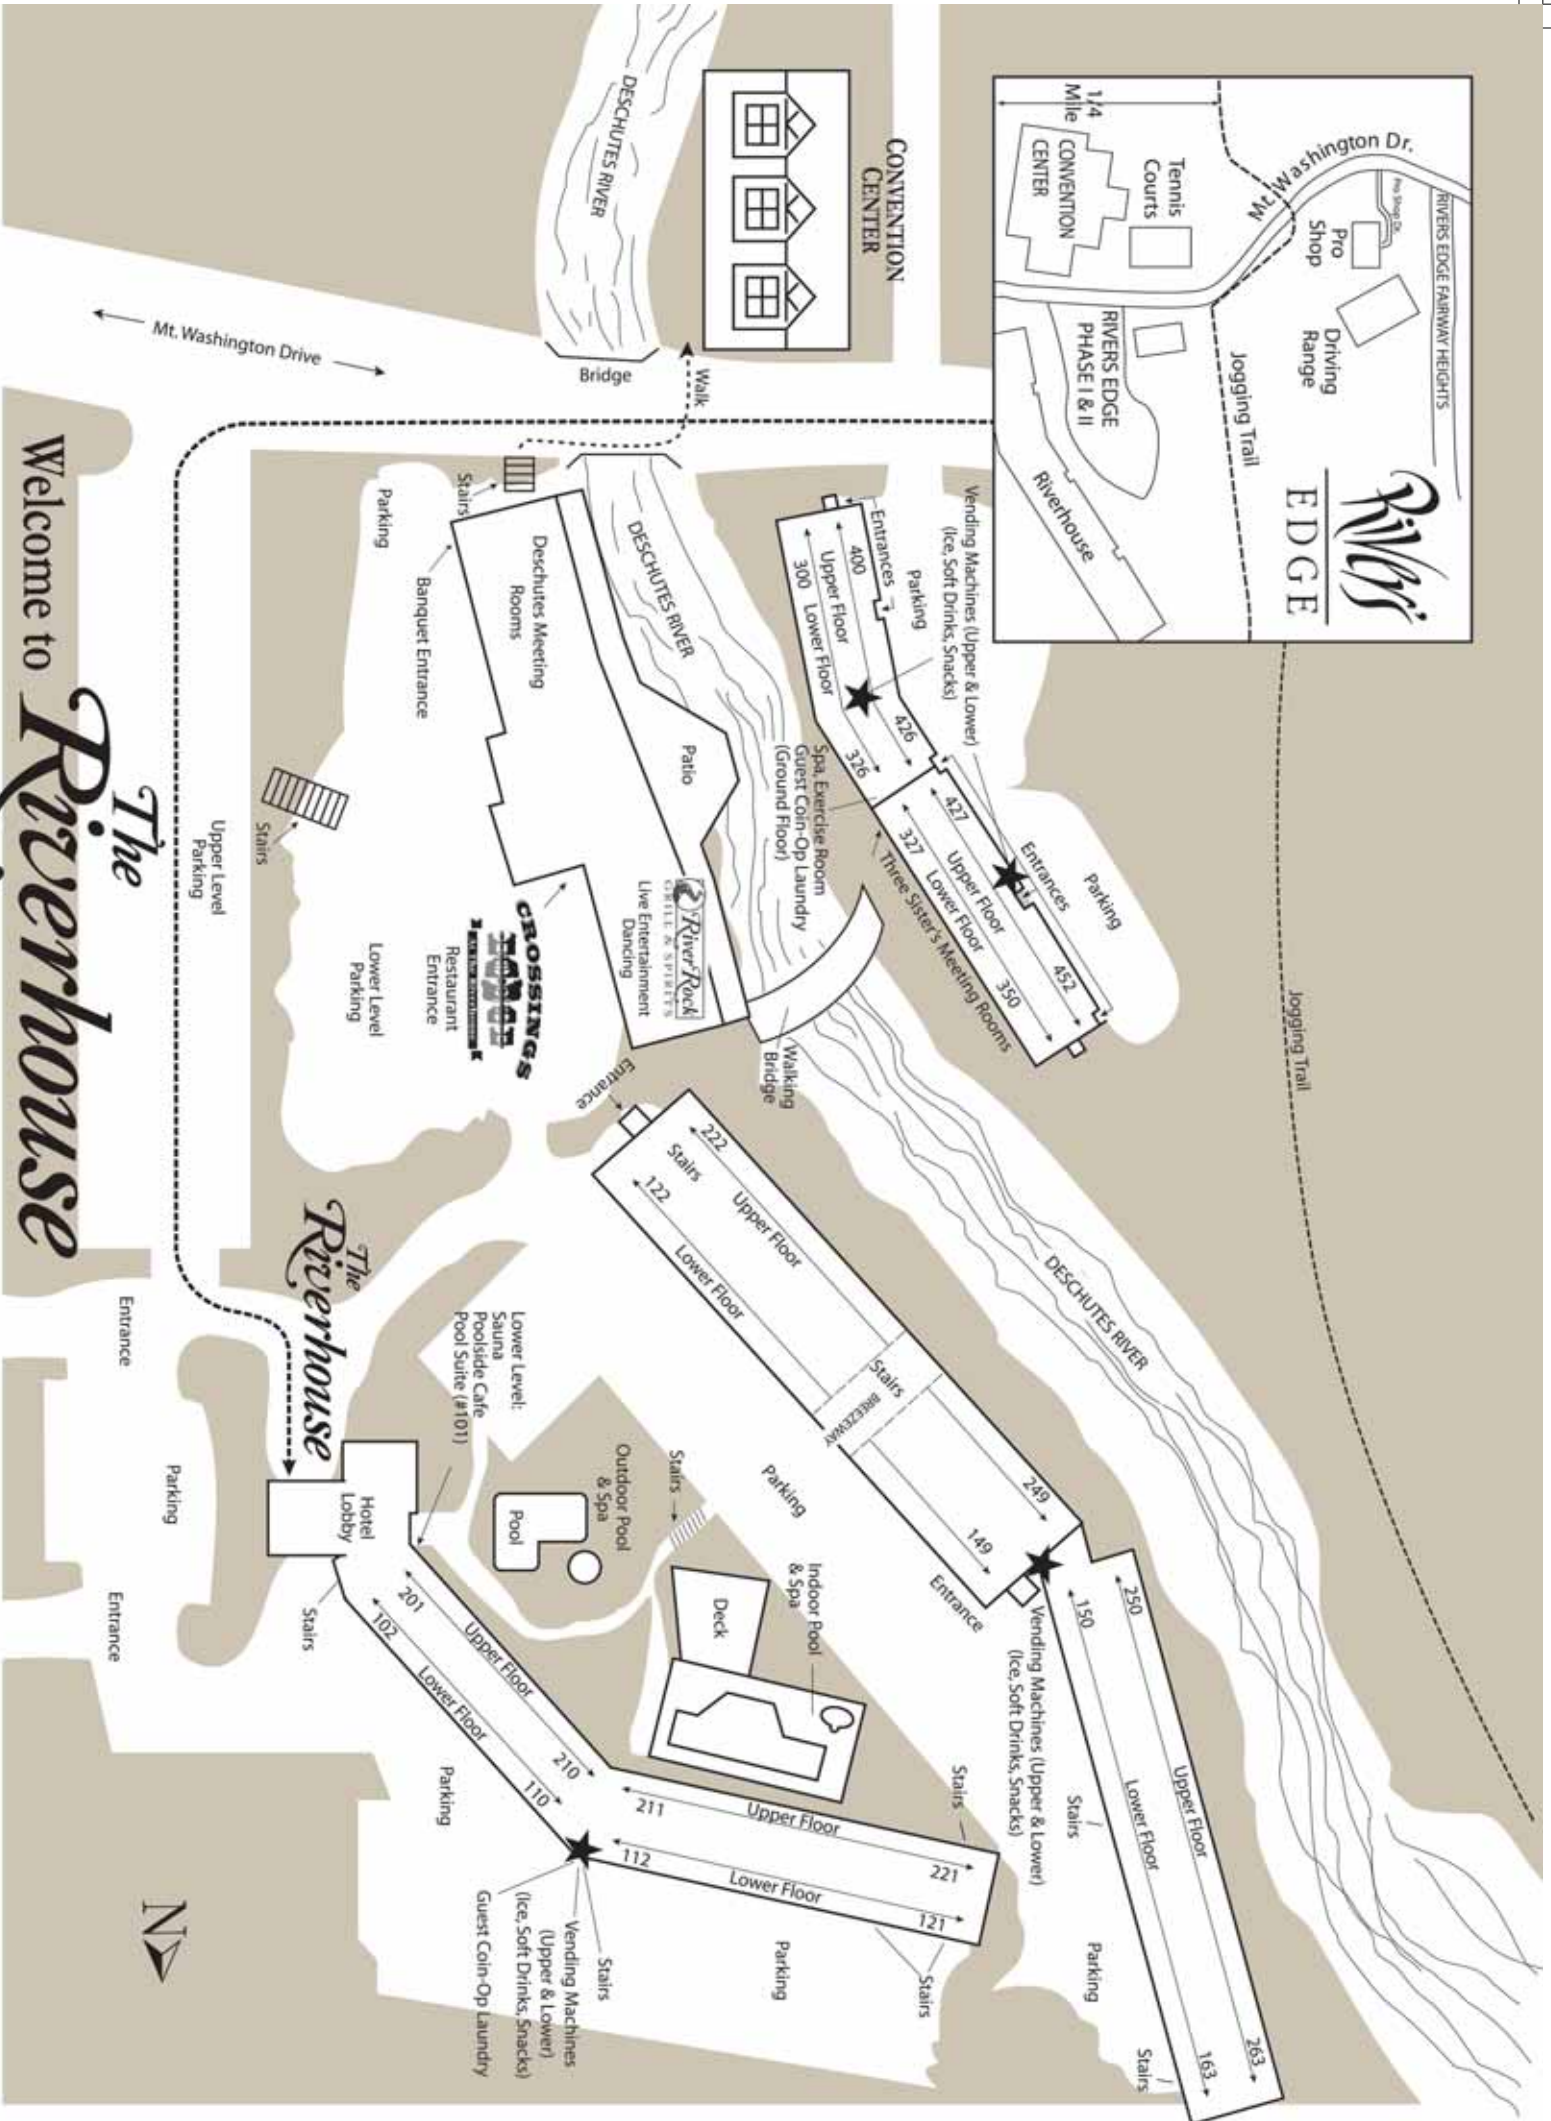 Welcome to
The
Riverhouse
N
Rivers'
EDGE
RIVERS EDGE FAIRWAY HEIGHTS
Mt. Washington Dr.
Pro Shop Dr.
Pro
Shop
Driving
Range
1/4
Mile
Tennis
Courts
CONVENTION
CENTER
Jogging Trail
RIVERS EDGE
PHASE I & II
Riverhouse
Jogging Trail
CONVENTION
CENTER
DESCHUTES RIVER
Mt. Washington Drive
Bridge
Walk
Stairs
Parking
DESCHUTES RIVER
Deschutes Meeting
Rooms
Banquet Entrance
Patio
River Rock
GRILL & SPIRITS
Live Entertainment
Dancing
CROSSINGS
Restaurant
Entrance
Stairs
Upper Level
Parking
Lower Level
Parking
Vending Machines (Upper & Lower)
(Ice, Soft Drinks, Snacks)
Parking
Entrances
400
Upper Floor
426
300
Lower Floor
326
Spa, Exercise Room
Guest Coin-Op Laundry
(Ground Floor)
427
Upper Floor
452
327
Lower Floor
350
Entrances
Parking
Three Sister's Meeting Rooms
Walking
Bridge
DESCHUTES RIVER
Entrance
222
Upper Floor
Stairs
122
Lower Floor
Stairs
BREEZEWAY
249
149
Entrance
Parking
250
Upper Floor
263
150
Lower Floor
163
Vending Machines (Upper & Lower)
(Ice, Soft Drinks, Snacks)
Stairs
Stairs
Parking
The
Riverhouse
Lower Level:
Sauna
Poolside Cafe
Pool Suite (#101)
Outdoor Pool
& Spa
Pool
Stairs
Indoor Pool
& Spa
Deck
Hotel
Lobby
Stairs
Entrance
Parking
Entrance
201
Upper Floor
210
102
Lower Floor
110
Parking
211
Upper Floor
221
112
Lower Floor
121
Stairs
Stairs
Parking
Stairs
Vending Machines
(Upper & Lower)
(Ice, Soft Drinks, Snacks)
Guest Coin-Op Laundry